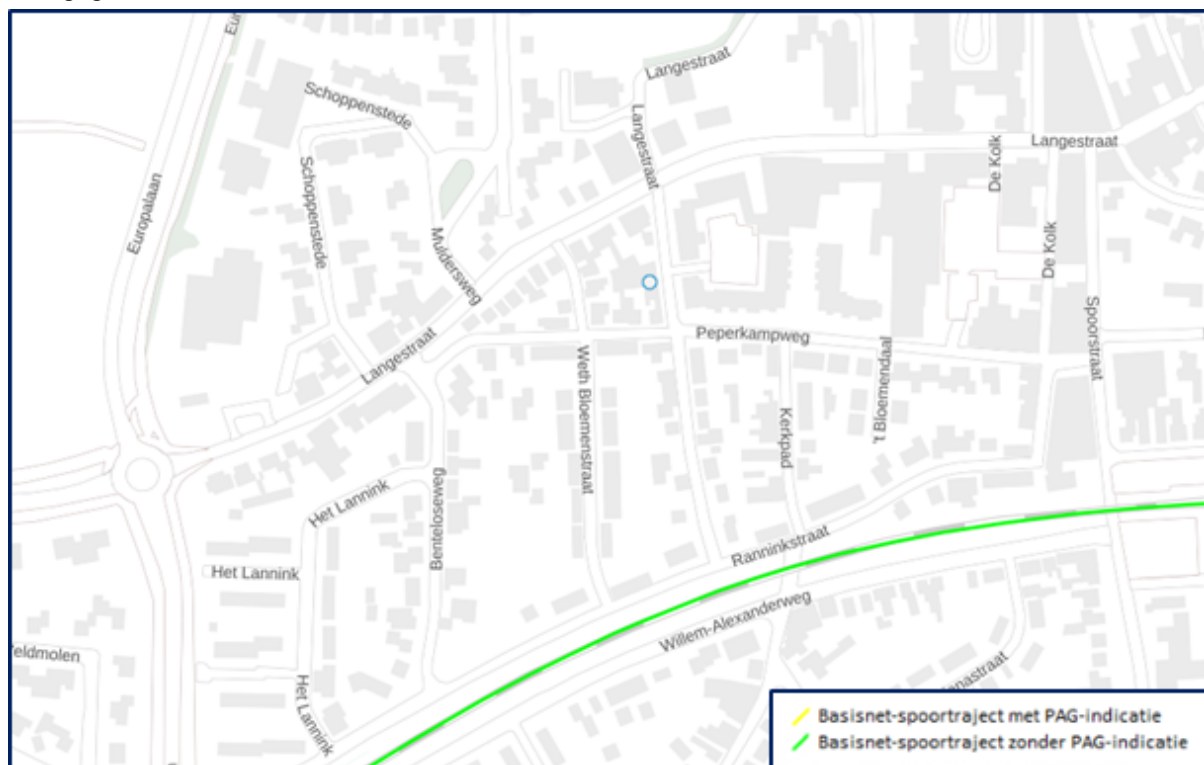 Langestraat
Schoppenstede
Langestraat
Langestraat
De Kolk
Schoppenstede
Europalaan
Muldersweg
De Kolk
Peperkampweg
Spoorstraat
Langestraat
Weth Bloemenstraat
't Bloemendaal
Kerkpad
Het Lannink
Benteloseweg
Ranninkstraat
Het Lannink
Willem-Alexanderweg
eldmolen
anastraat
Het Lannink
Basisnet-spoortraject met PAG-indicatie
Basisnet-spoortraject zonder PAG-indicatie